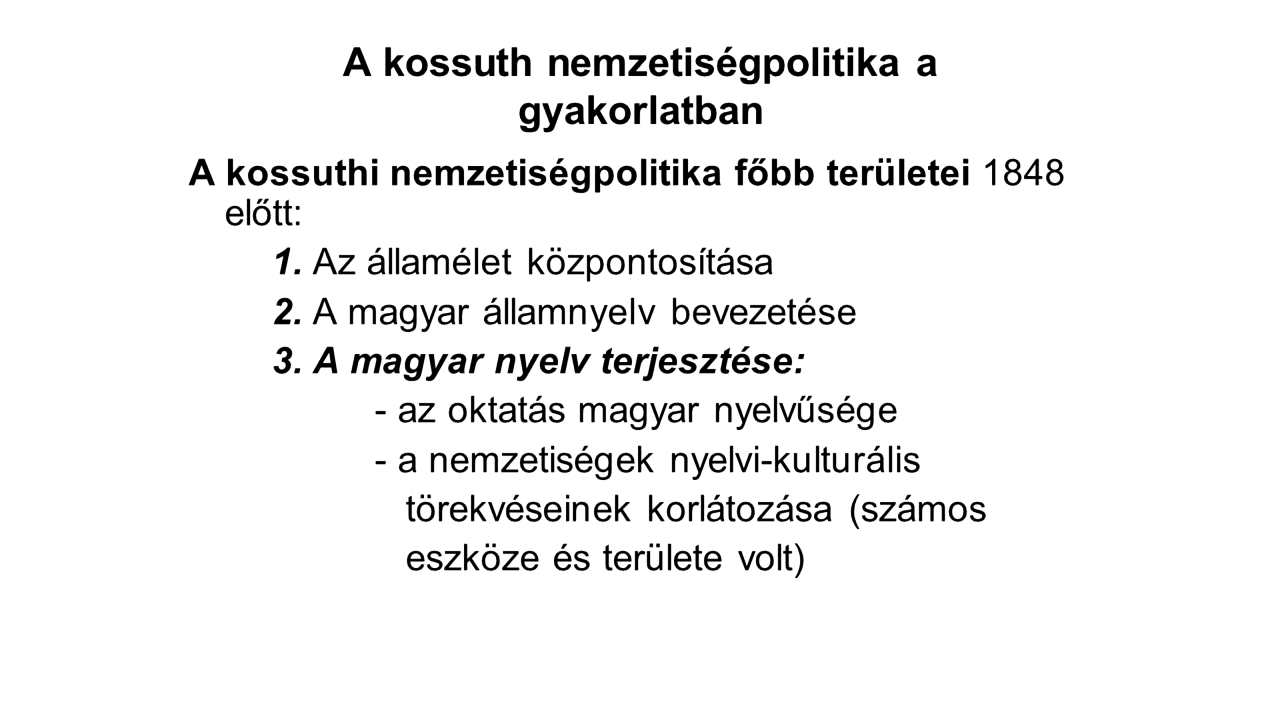 A kossuth nemzetiségpolitika a
gyakorlatban
A kossuthi nemzetiségpolitika főbb területei 1848
előtt:
1. Az államélet központosítása
2. A magyar államnyelv bevezetése
3. A magyar nyelv terjesztése:
- az oktatás magyar nyelvűsége
- a nemzetiségek nyelvi-kulturális
törekvéseinek korlátozása (számos
eszköze és területe volt)